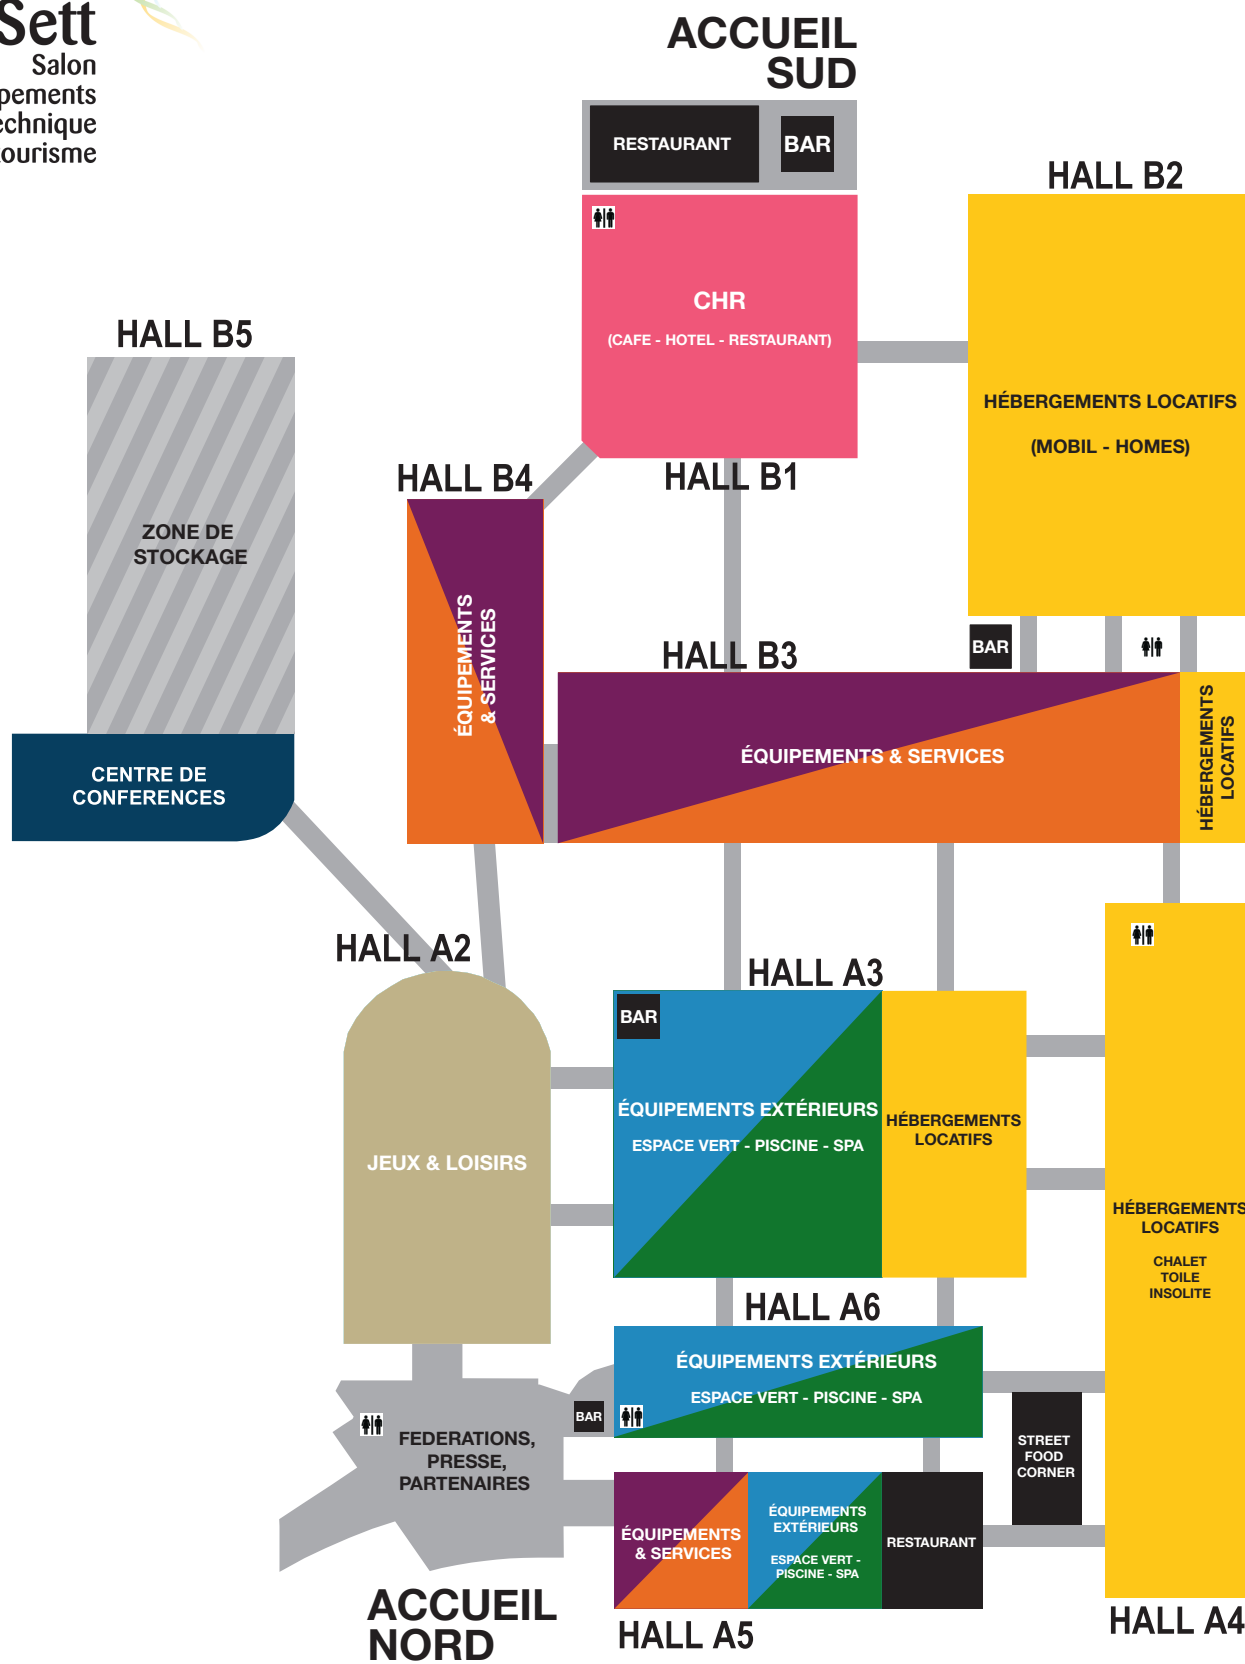 Sett
Salon
pements
echnique
tourisme
ACCUEIL
SUD
RESTAURANT
BAR
HALL B2
CHR
(CAFE - HOTEL - RESTAURANT)
HALL B5
HÉBERGEMENTS LOCATIFS
(MOBIL - HOMES)
HALL B4
HALL B1
ZONE DE
STOCKAGE
ÉQUIPEMENTS
& SERVICES
HALL B3
BAR
ÉQUIPEMENTS & SERVICES
HÉBERGEMENTS
LOCATIFS
CENTRE DE
CONFERENCES
HALL A2
HALL A3
BAR
ÉQUIPEMENTS EXTÉRIEURS
ESPACE VERT - PISCINE - SPA
HÉBERGEMENTS
LOCATIFS
JEUX & LOISIRS
HÉBERGEMENTS
LOCATIFS
CHALET
TOILE
INSOLITE
HALL A6
ÉQUIPEMENTS EXTÉRIEURS
ESPACE VERT - PISCINE - SPA
BAR
FEDERATIONS,
PRESSE,
PARTENAIRES
STREET
FOOD
CORNER
ÉQUIPEMENTS
& SERVICES
ÉQUIPEMENTS
EXTÉRIEURS
ESPACE VERT -
PISCINE - SPA
RESTAURANT
ACCUEIL
NORD
HALL A5
HALL A4